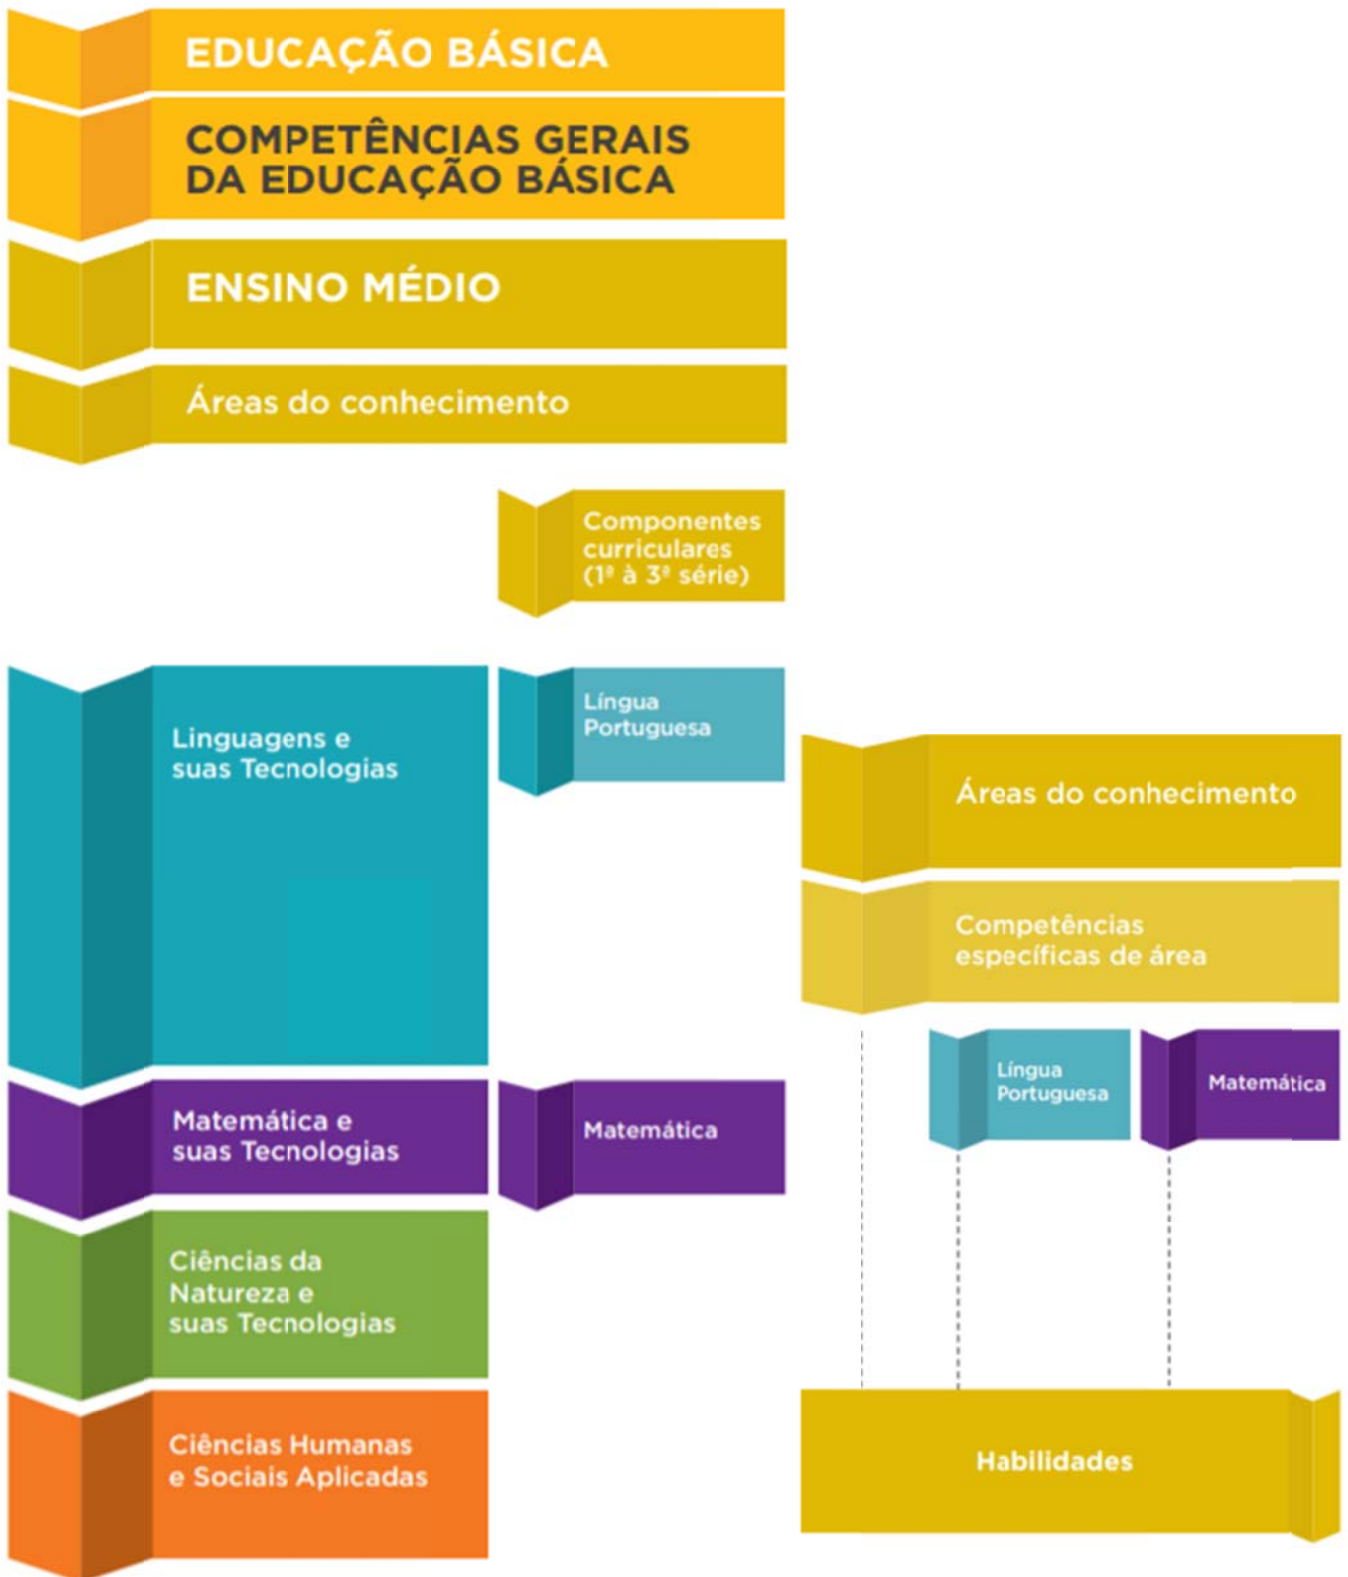 EDUCAÇÃO BÁSICA
COMPETÊNCIAS GERAIS
DA EDUCAÇÃO BÁSICA
ENSINO MÉDIO
Áreas do conhecimento
Componentes
curriculares
(1ª à 3ª série)
Linguagens e
suas Tecnologias
Língua
Portuguesa
Matemática e
suas Tecnologias
Matemática
Ciências da
Natureza e
suas Tecnologias
Ciências Humanas
e Sociais Aplicadas
Áreas do conhecimento
Competências
específicas de área
Língua
Portuguesa
Matemática
Habilidades